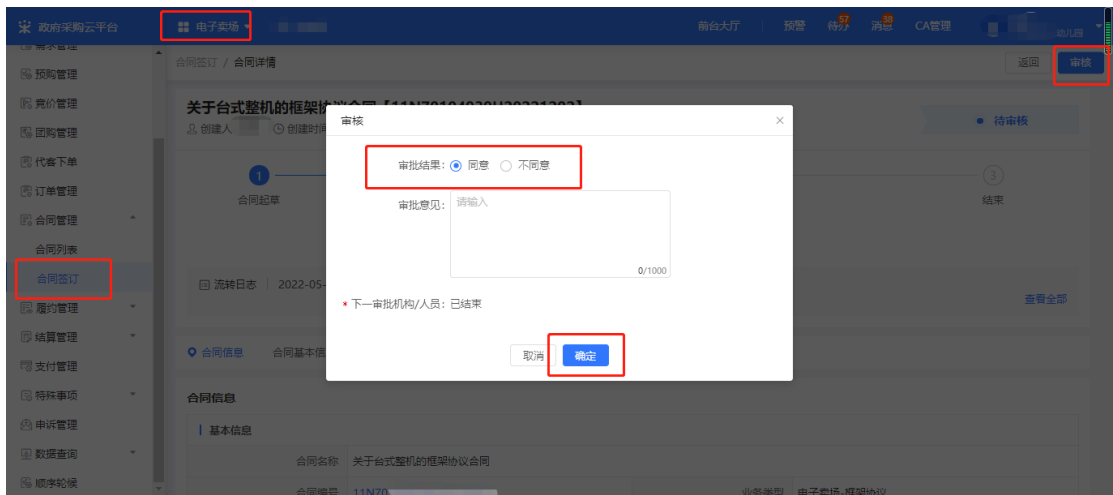 政府采购云平台
电子卖场
前台大厅
预警
待办
57
消息
38
CA管理
幼儿园
需求管理
预购管理
竞价管理
团购管理
代客下单
订单管理
合同管理
合同列表
合同签订
履约管理
结算管理
支付管理
特殊事项
申诉管理
数据查询
顺序轮候
合同签订 / 合同详情
返回
审核
关于台式整机的框架协
创建人
创建时间
待审核
1
合同起草
3
结束
流转日志
2022-05-
查看全部
合同信息
合同基本信
审核
×
审批结果:
同意
不同意
审批意见:
请输入
0/1000
* 下一审批机构/人员: 已结束
取消
确定
合同信息
基本信息
合同名称 关于台式整机的框架协议合同
合同编号 11N70
业务类型 电子卖场-框架协议